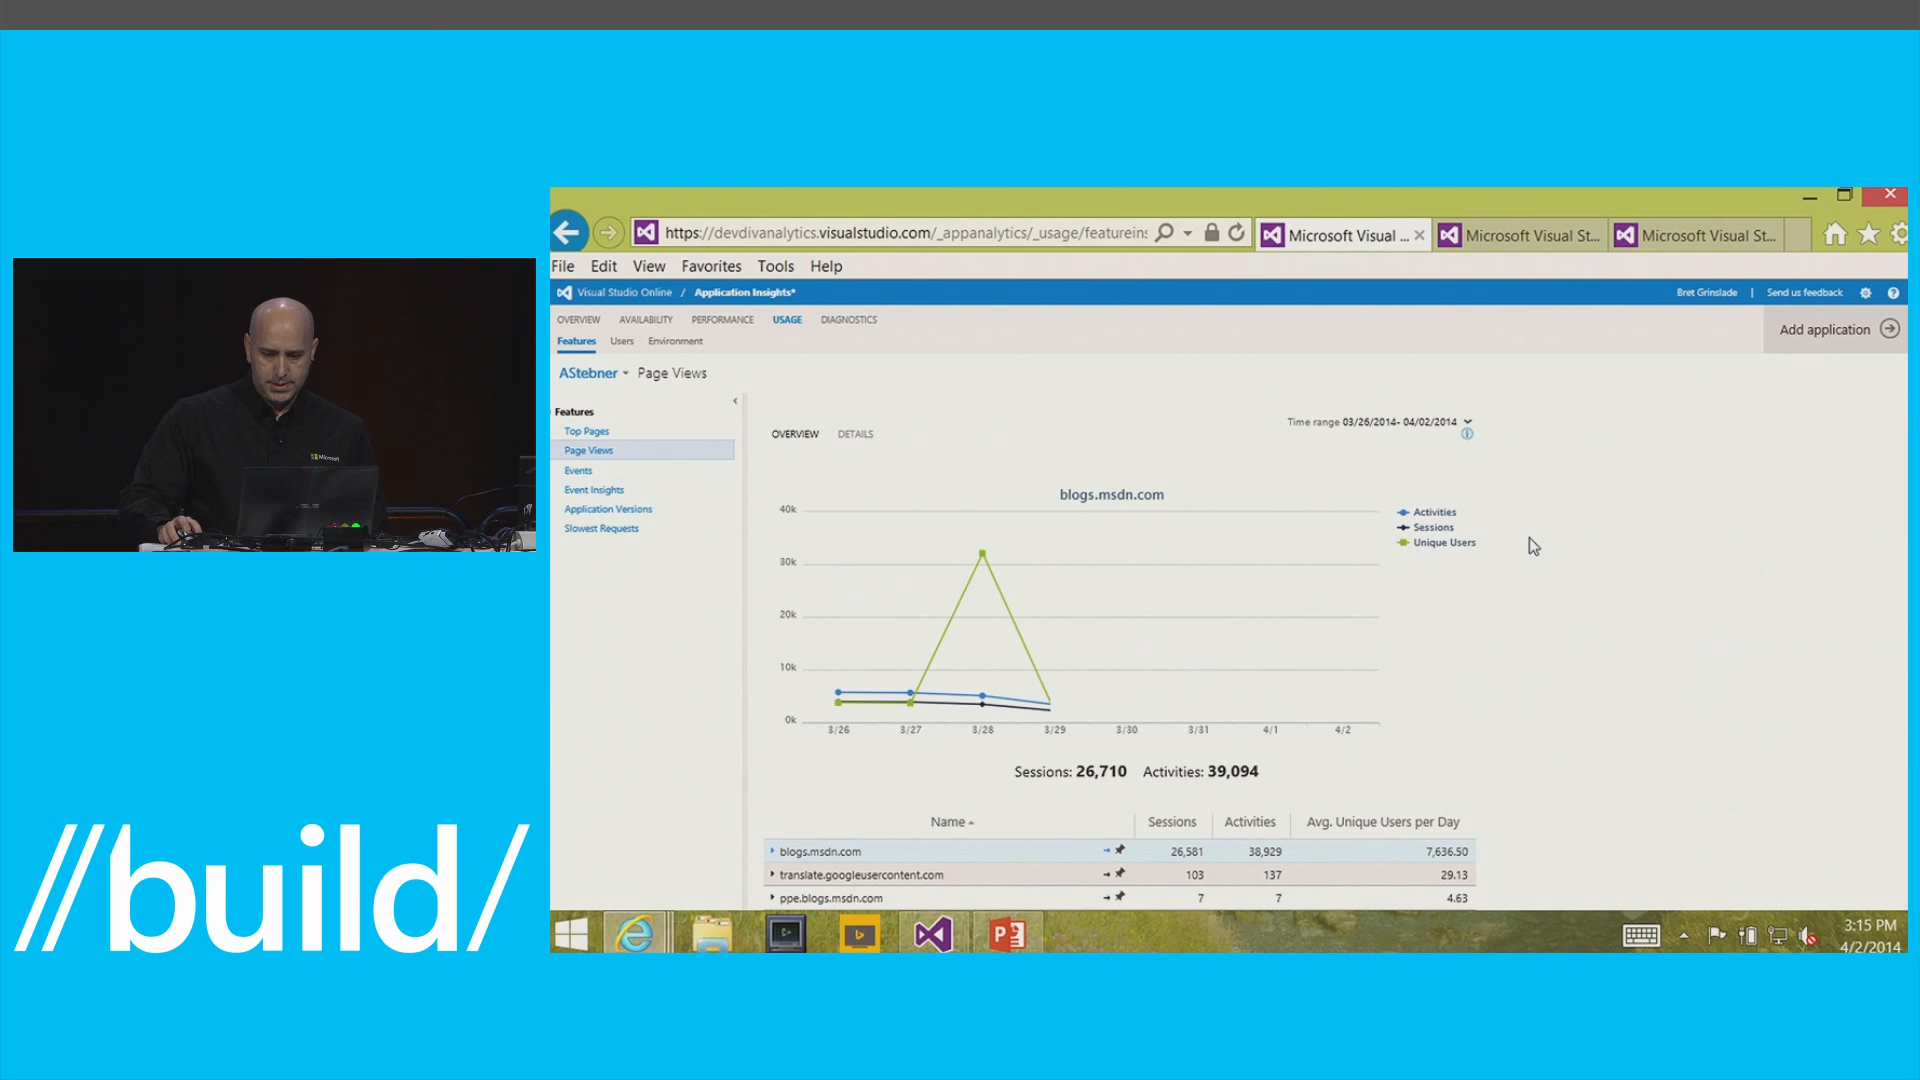 https://devdivanalytics.visualstudio.com/_appanalytics/_usage/featureins
Microsoft Visual ...
Microsoft Visual St...
Microsoft Visual St...
File Edit View Favorites Tools Help
Visual Studio Online / Application Insights*
Bret Grinslade | Send us feedback
OVERVIEW AVAILABILITY PERFORMANCE USAGE DIAGNOSTICS
Add application
Features Users Environment
AStebner Page Views
Features
Top Pages
Page Views
Events
Event Insights
Application Versions
Slowest Requests
OVERVIEW DETAILS
Time range 03/26/2014- 04/02/2014
blogs.msdn.com
40k
30k
20k
10k
0k
3/26 3/27 3/28 3/29 3/30 3/31 4/1 4/2
Activities
Sessions
Unique Users
Sessions: 26,710 Activities: 39,094
Name Sessions Activities Avg. Unique Users per Day
blogs.msdn.com 26,581 38,929 7,636.50
translate.googleusercontent.com 103 137 29.13
ppe.blogs.msdn.com 7 7 4.63
3:15 PM
4/2/2014
Microsoft
//build/